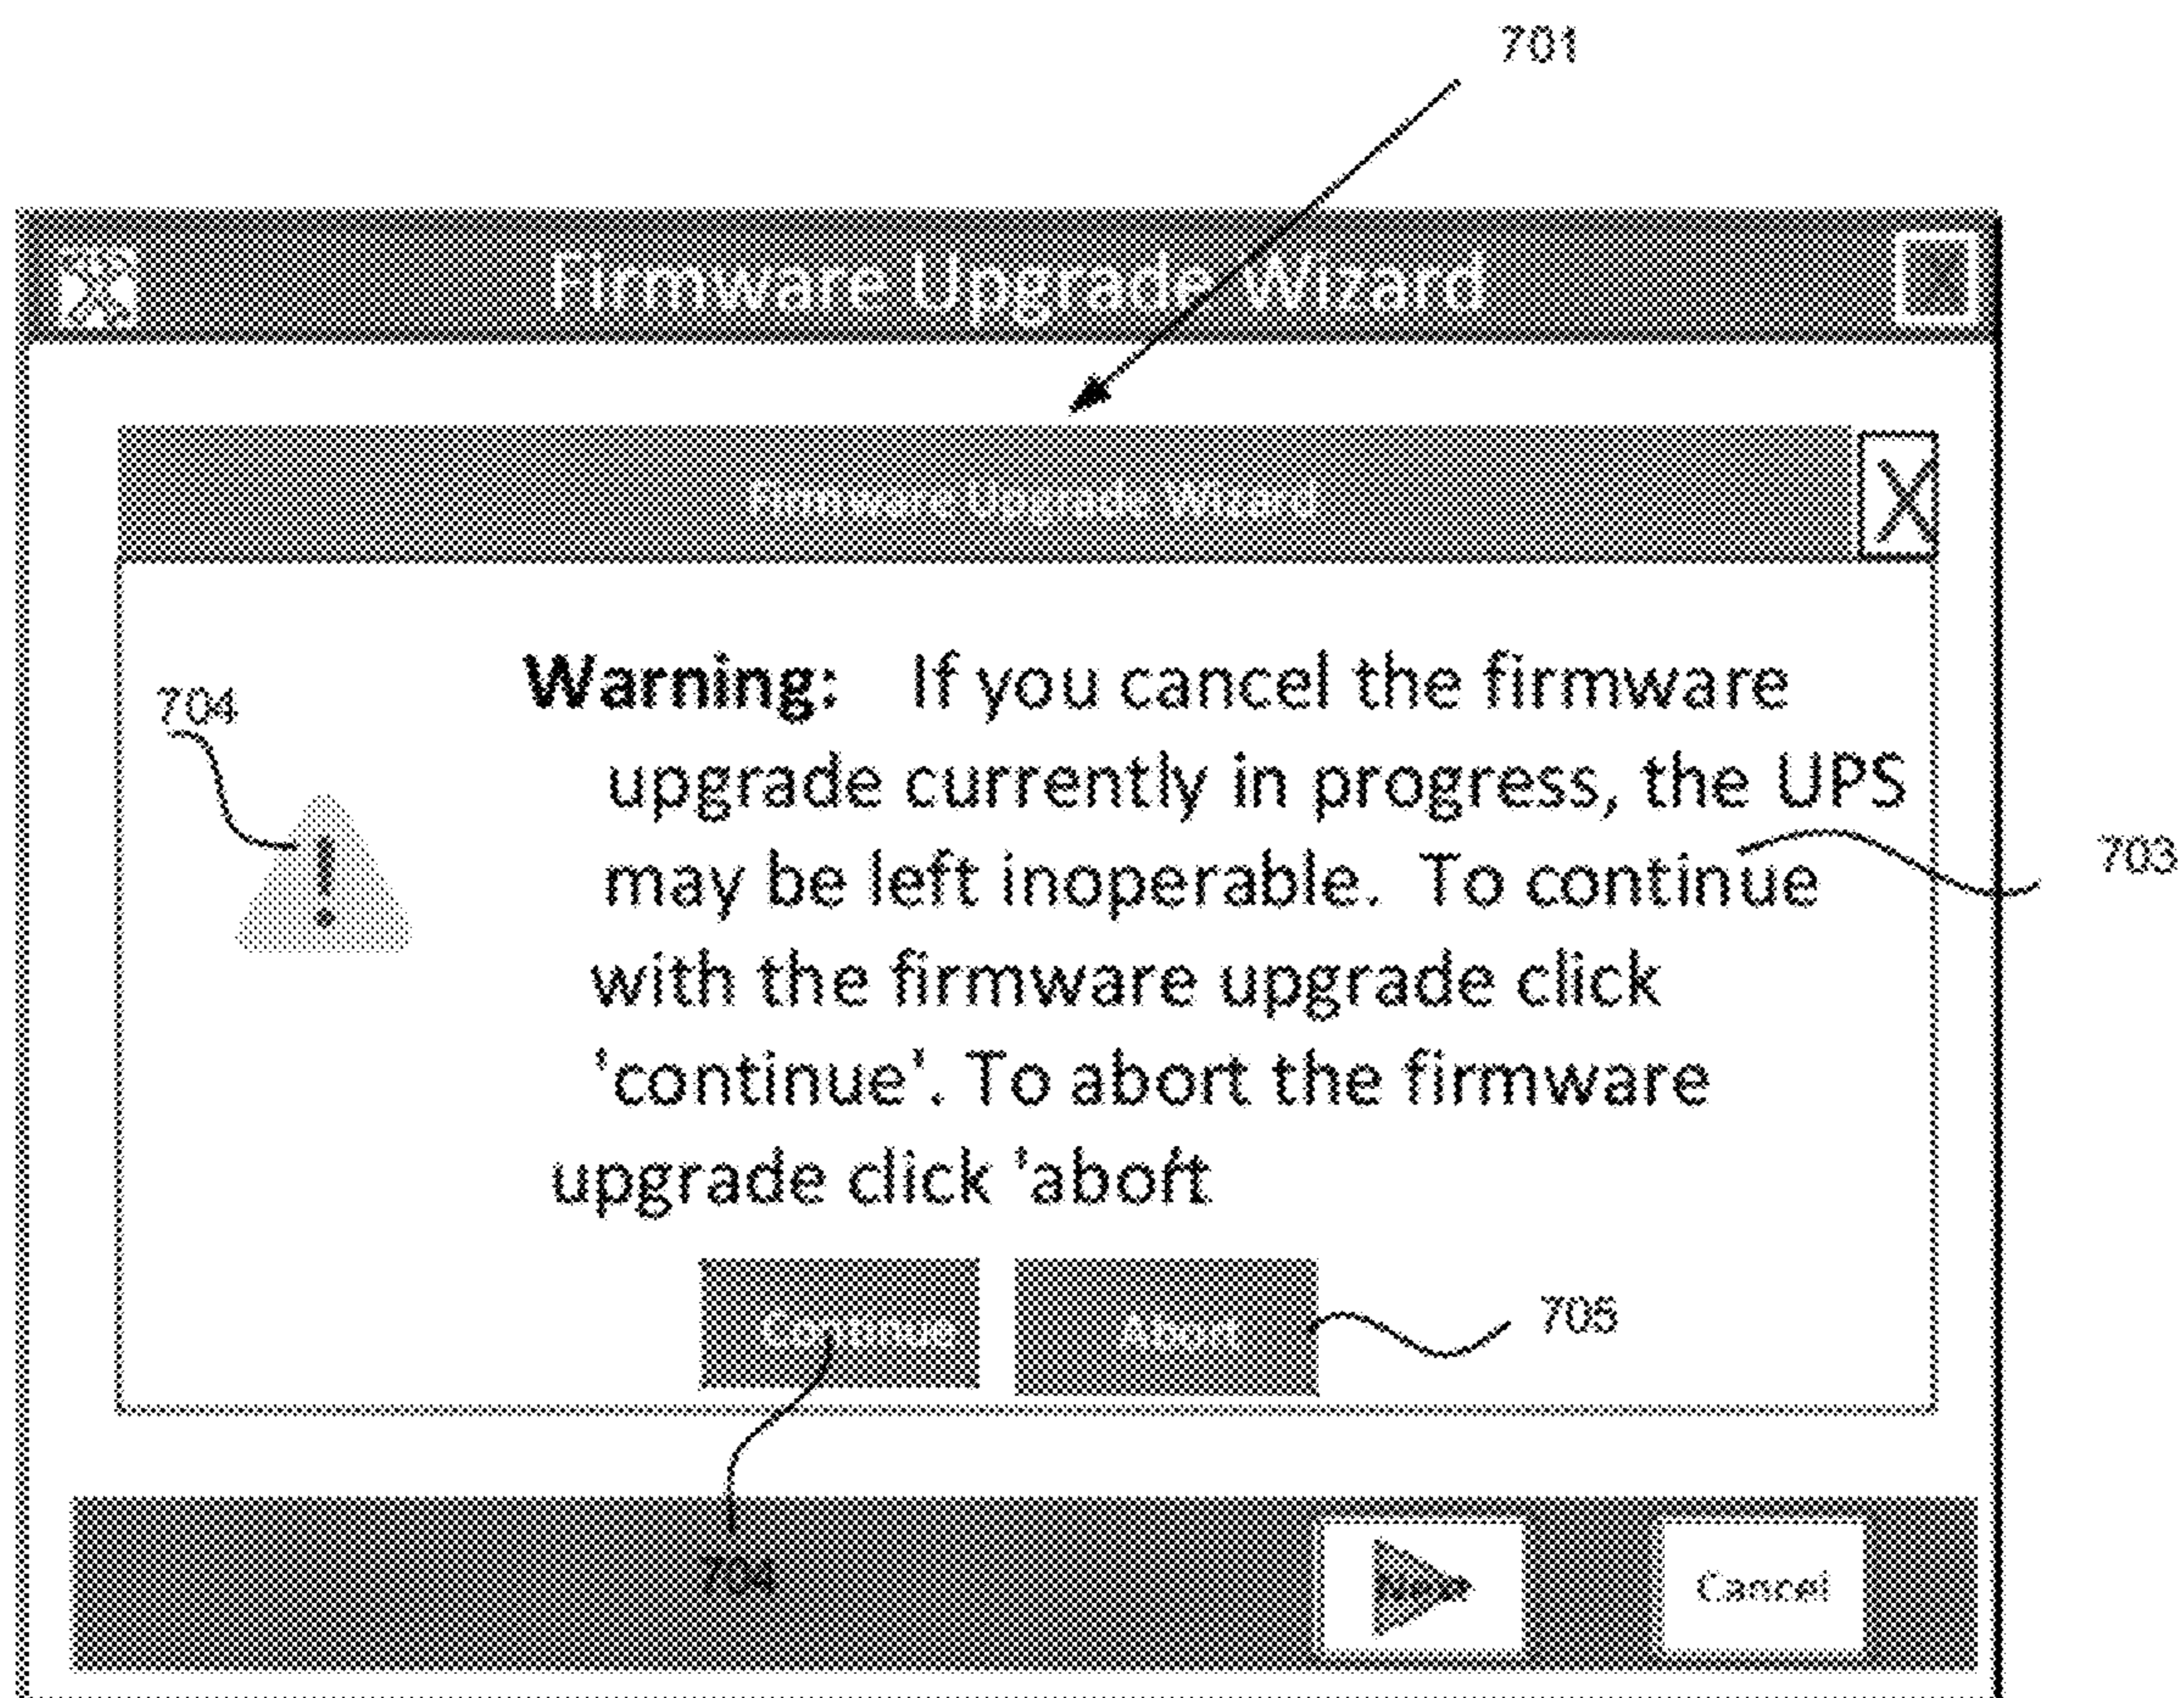 701
Firmware Upgrade Wizard
Firmware Upgrade Wizard
X
Warning: If you cancel the firmware
704
upgrade currently in progress, the UPS
703
may be left inoperable. To continue
!
with the firmware upgrade click
'continue'. To abort the firmware
upgrade click 'abort
Continue Abort
705
704
Next Cancel